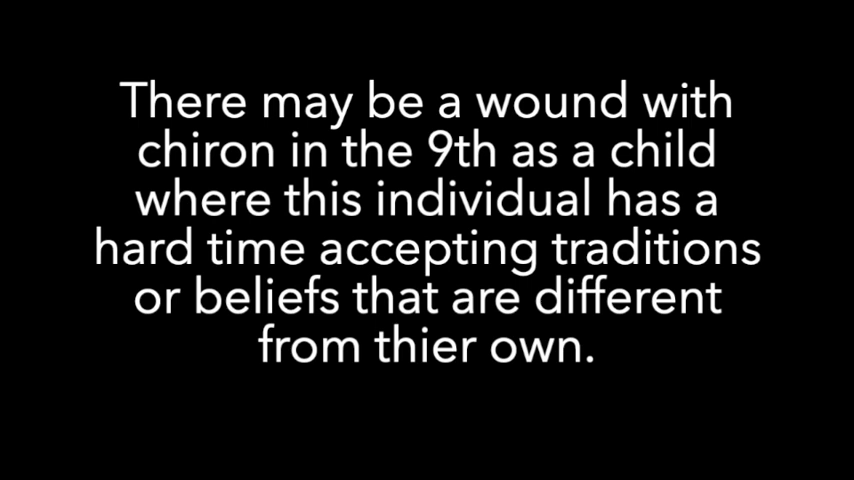 There may be a wound with
chiron in the 9th as a child
where this individual has a
hard time accepting traditions
or beliefs that are different
from thier own.